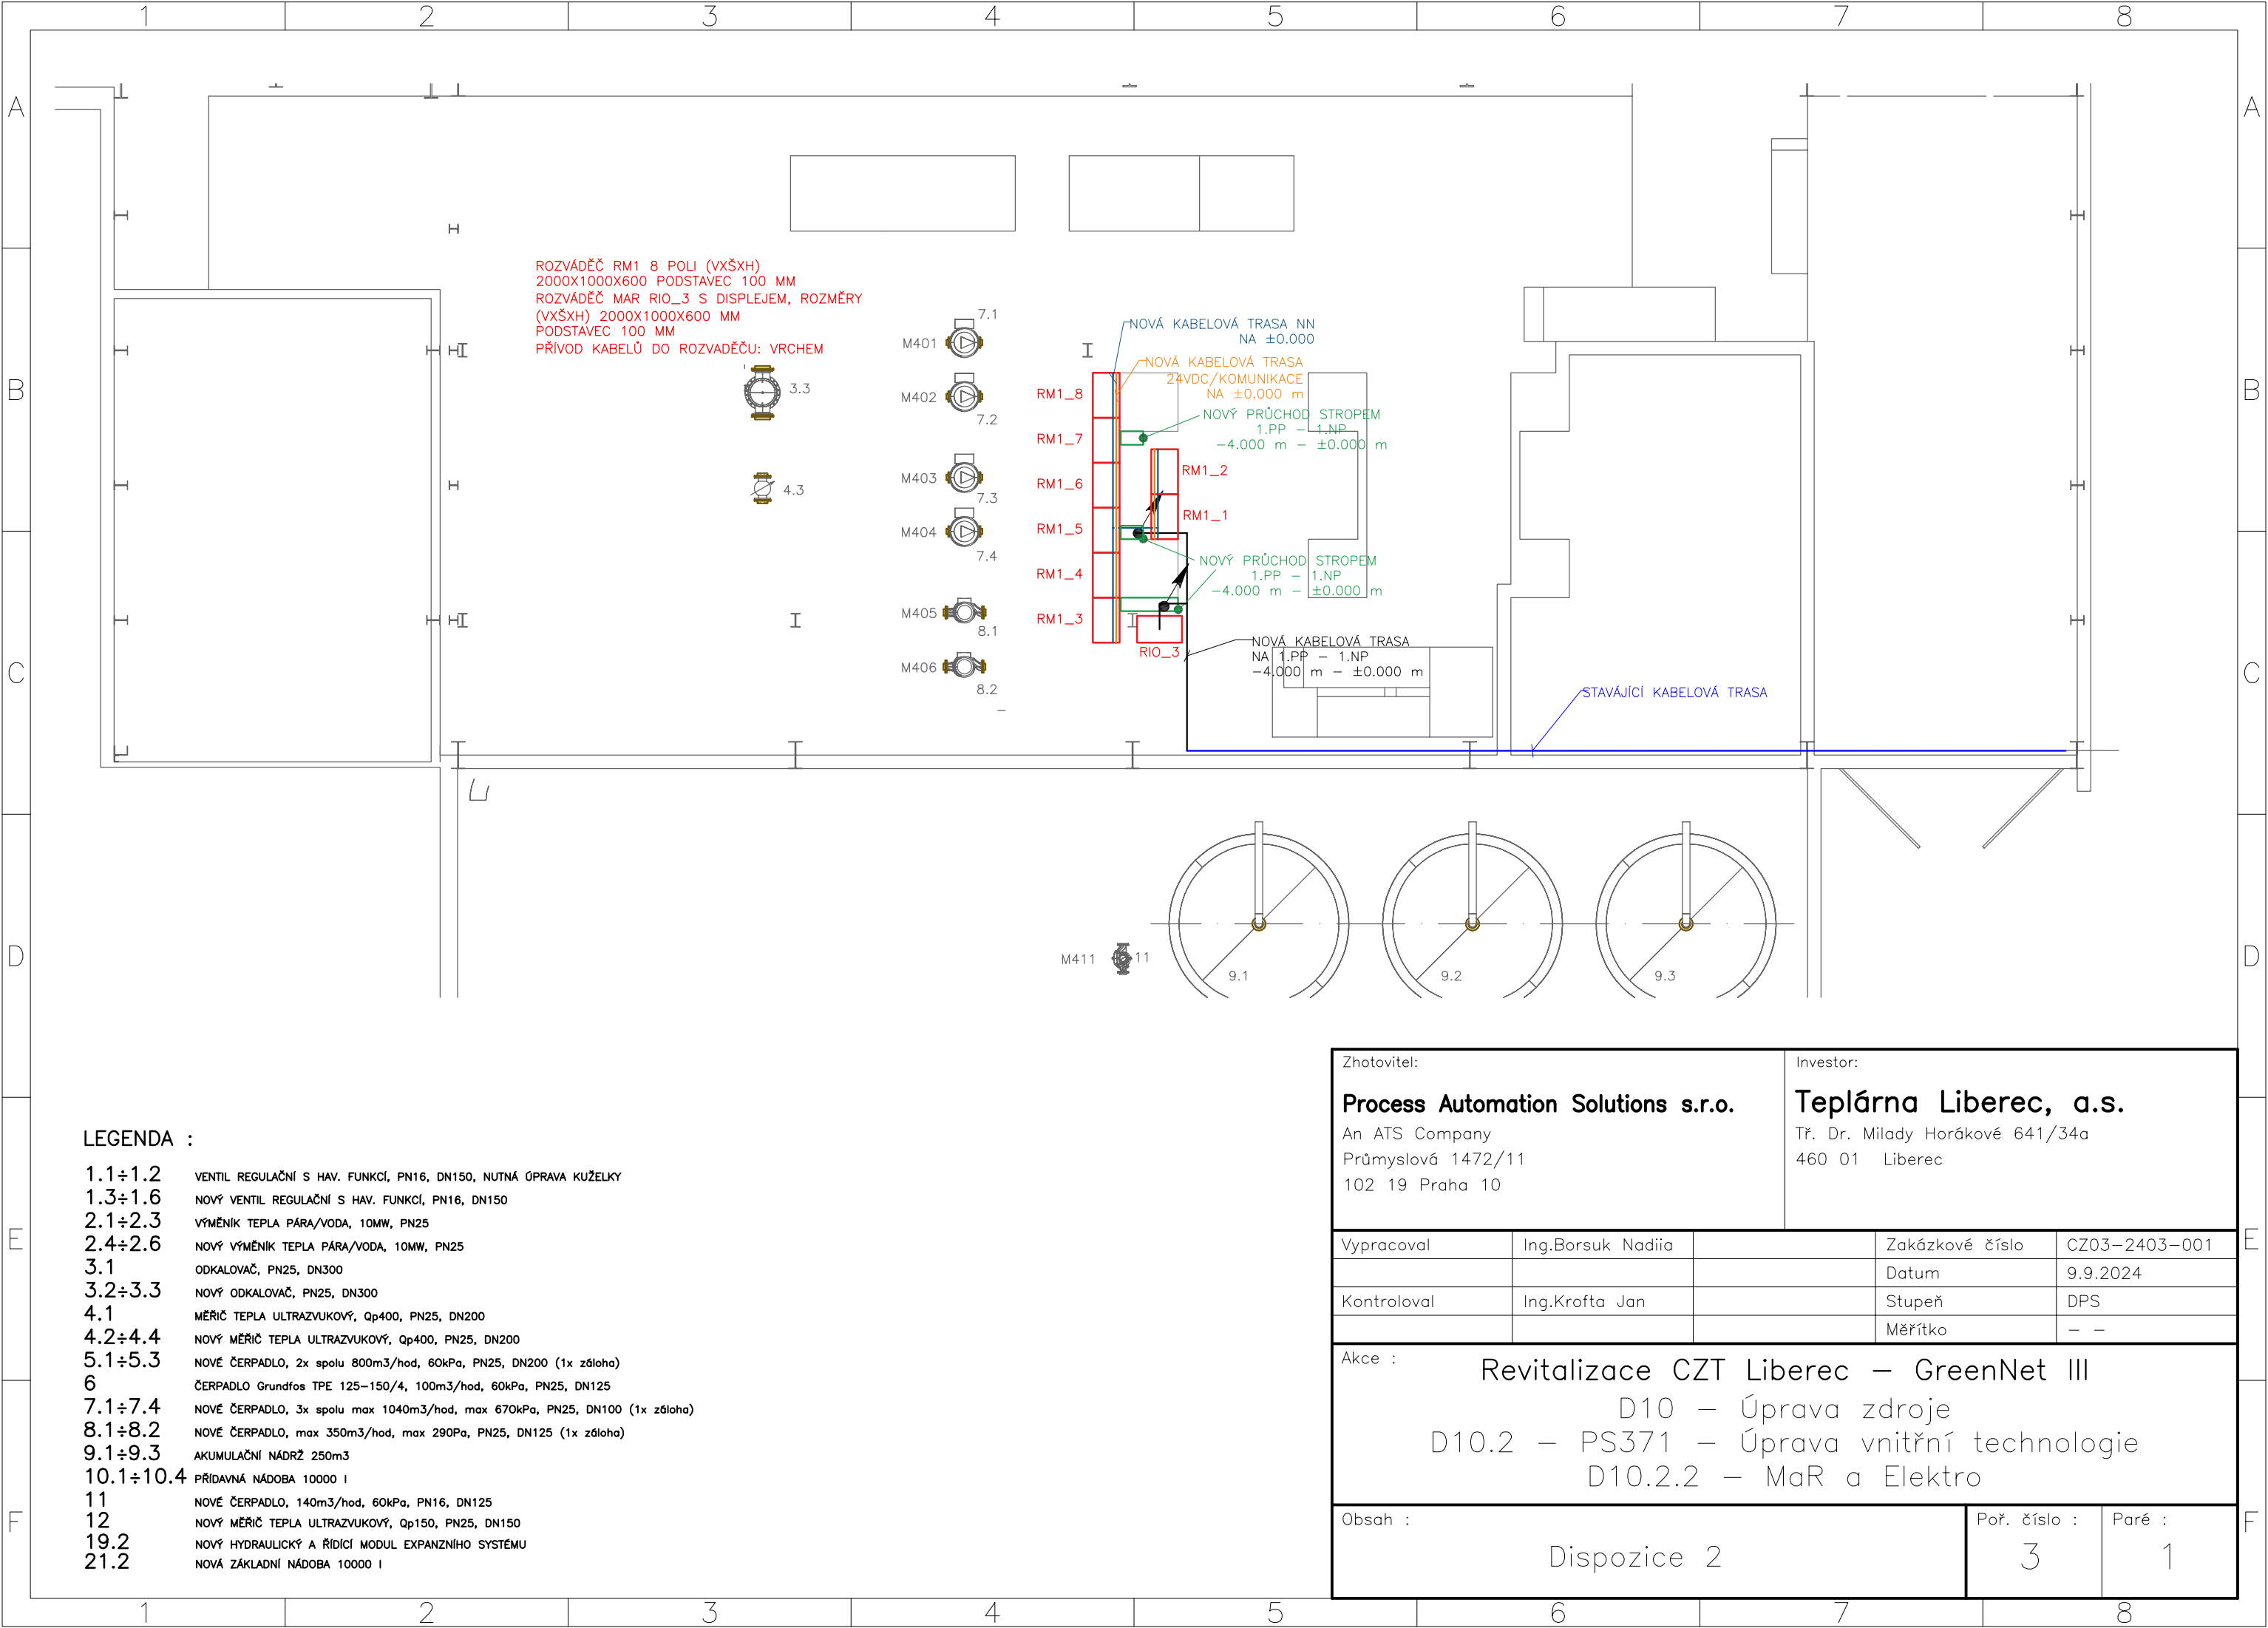 1 2 3 4 5 6 7 8
A A
B B
C C
D D
E E
F F
ROZVÁDĚČ RM1 8 POLI (VXŠXH)
2000X1000X600 PODSTAVEC 100 MM
ROZVÁDĚČ MAR RIO_3 S DISPLEJEM, ROZMĚRY
(VXŠXH) 2000X1000X600 MM
PODSTAVEC 100 MM
PŘÍVOD KABELŮ DO ROZVADĚČU: VRCHEM
3.3
4.3
7.1
M401
M402
7.2
M403
7.3
M404
7.4
M405
8.1
M406
8.2
NOVÁ KABELOVÁ TRASA NN
NA ±0.000
NOVÁ KABELOVÁ TRASA
24VDC/KOMUNIKACE
NA ±0.000 m
NOVÝ PRŮCHOD STROPEM
1.PP – 1.NP
-4.000 m – ±0.000 m
RM1_8
RM1_7
RM1_6
RM1_5
RM1_4
RM1_3
RM1_2
RM1_1
NOVÝ PRŮCHOD STROPEM
1.PP – 1.NP
-4.000 m – ±0.000 m
RIO_3
NOVÁ KABELOVÁ TRASA
NA 1.PP – 1.NP
-4.000 m – ±0.000 m
STAVÁJÍCÍ KABELOVÁ TRASA
M411 11
9.1
9.2
9.3
LEGENDA :
1.1÷1.2 VENTIL REGULAČNÍ S HAV. FUNKCÍ, PN16, DN150, NUTNÁ ÚPRAVA KUŽELKY
1.3÷1.6 NOVÝ VENTIL REGULAČNÍ S HAV. FUNKCÍ, PN16, DN150
2.1÷2.3 VÝMĚNÍK TEPLA PÁRA/VODA, 10MW, PN25
2.4÷2.6 NOVÝ VÝMĚNÍK TEPLA PÁRA/VODA, 10MW, PN25
3.1 ODKALOVAČ, PN25, DN300
3.2÷3.3 NOVÝ ODKALOVAČ, PN25, DN300
4.1 MĚŘIČ TEPLA ULTRAZVUKOVÝ, Qp400, PN25, DN200
4.2÷4.4 NOVÝ MĚŘIČ TEPLA ULTRAZVUKOVÝ, Qp400, PN25, DN200
5.1÷5.3 NOVÉ ČERPADLO, 2x spolu 800m3/hod, 60kPa, PN25, DN200 (1x záloha)
6 ČERPADLO Grundfos TPE 125-150/4, 100m3/hod, 60kPa, PN25, DN125
7.1÷7.4 NOVÉ ČERPADLO, 3x spolu max 1040m3/hod, max 670kPa, PN25, DN100 (1x záloha)
8.1÷8.2 NOVÉ ČERPADLO, max 350m3/hod, max 290Pa, PN25, DN125 (1x záloha)
9.1÷9.3 AKUMULAČNÍ NÁDRŽ 250m3
10.1÷10.4 PŘÍDAVNÁ NÁDOBA 10000 l
11 NOVÉ ČERPADLO, 140m3/hod, 60kPa, PN16, DN125
12 NOVÝ MĚŘIČ TEPLA ULTRAZVUKOVÝ, Qp150, PN25, DN150
19.2 NOVÝ HYDRAULICKÝ A ŘÍDÍCÍ MODUL EXPANZNÍHO SYSTÉMU
21.2 NOVÁ ZÁKLADNÍ NÁDOBA 10000 l
Zhotovitel:
Process Automation Solutions s.r.o.
An ATS Company
Průmyslová 1472/11
102 19 Praha 10
Investor:
Teplárna Liberec, a.s.
Tř. Dr. Milady Horákové 641/34a
460 01 Liberec
Vypracoval Ing.Borsuk Nadiia Zakázkové číslo CZ03-2403-001
Datum 9.9.2024
Kontroloval Ing.Krofta Jan Stupeň DPS
Měřítko – –
Akce :
Revitalizace CZT Liberec – GreenNet III
D10 – Úprava zdroje
D10.2 – PS371 – Úprava vnitřní technologie
D10.2.2 – MaR a Elektro
Obsah :
Dispozice 2
Poř. číslo :
3
Paré :
1
1 2 3 4 5 6 7 8